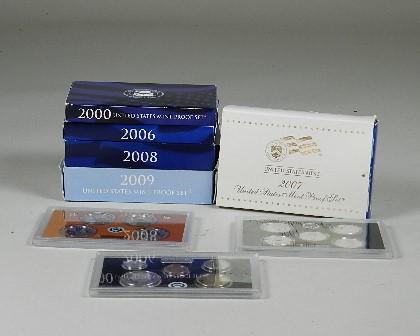 2000 UNITED STATES MINT PROOF SET
2006
2008
2009
UNITED STATES MINT PROOF SET
UNITED STATES MINT
2007
United States Mint Proof Set
2008